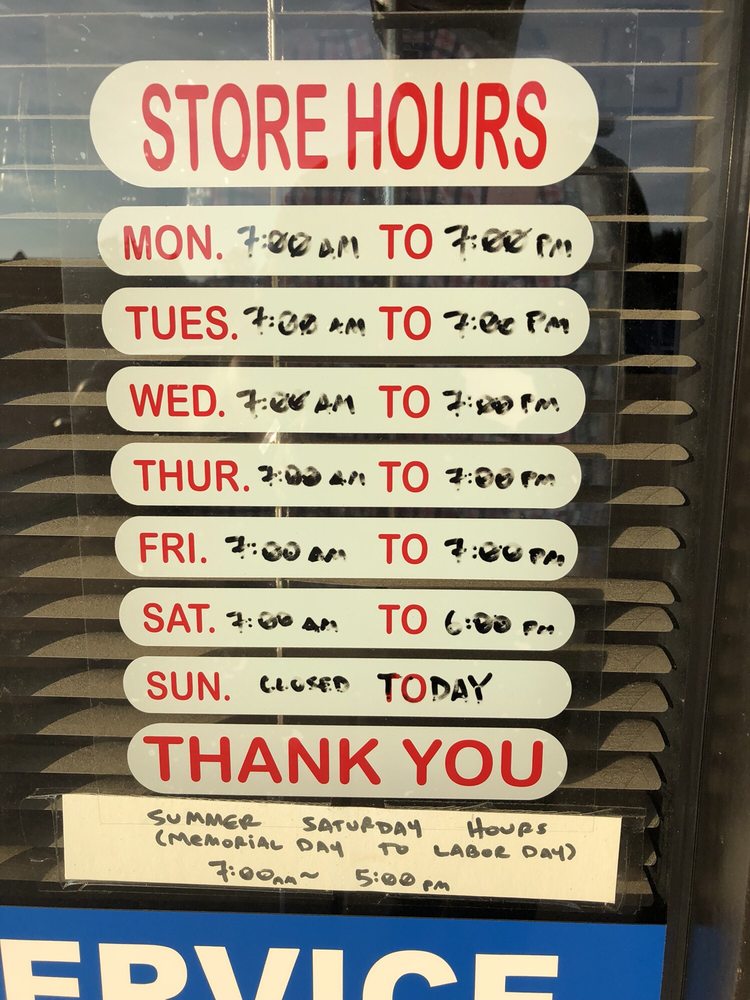 STORE HOURS
MON. 7:00 AM TO 7:00 PM
TUES. 7:00 AM TO 7:00 PM
WED. 7:00 AM TO 7:00 PM
THUR. 7:00 AM TO 7:00 PM
FRI. 7:00 AM TO 7:00 PM
SAT. 7:00 AM TO 6:00 PM
SUN. CLOSED TODAY
THANK YOU
SUMMER SATURDAY HOURS
(MEMORIAL DAY TO LABOR DAY)
7:00AM~ 5:00 PM
ERVICE